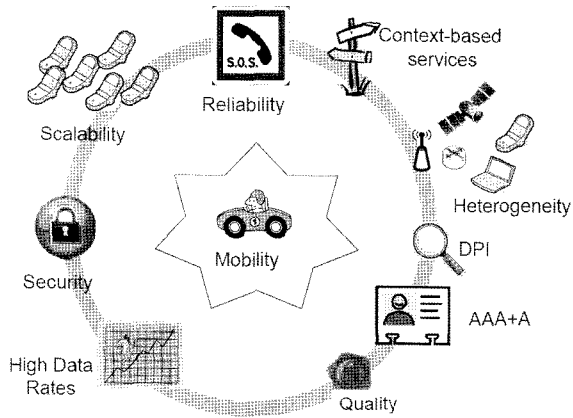 S.O.S.
Reliability
Context-based
services
Scalability
Heterogeneity
Mobility
DPI
Security
AAA+A
High Data
Rates
Quality